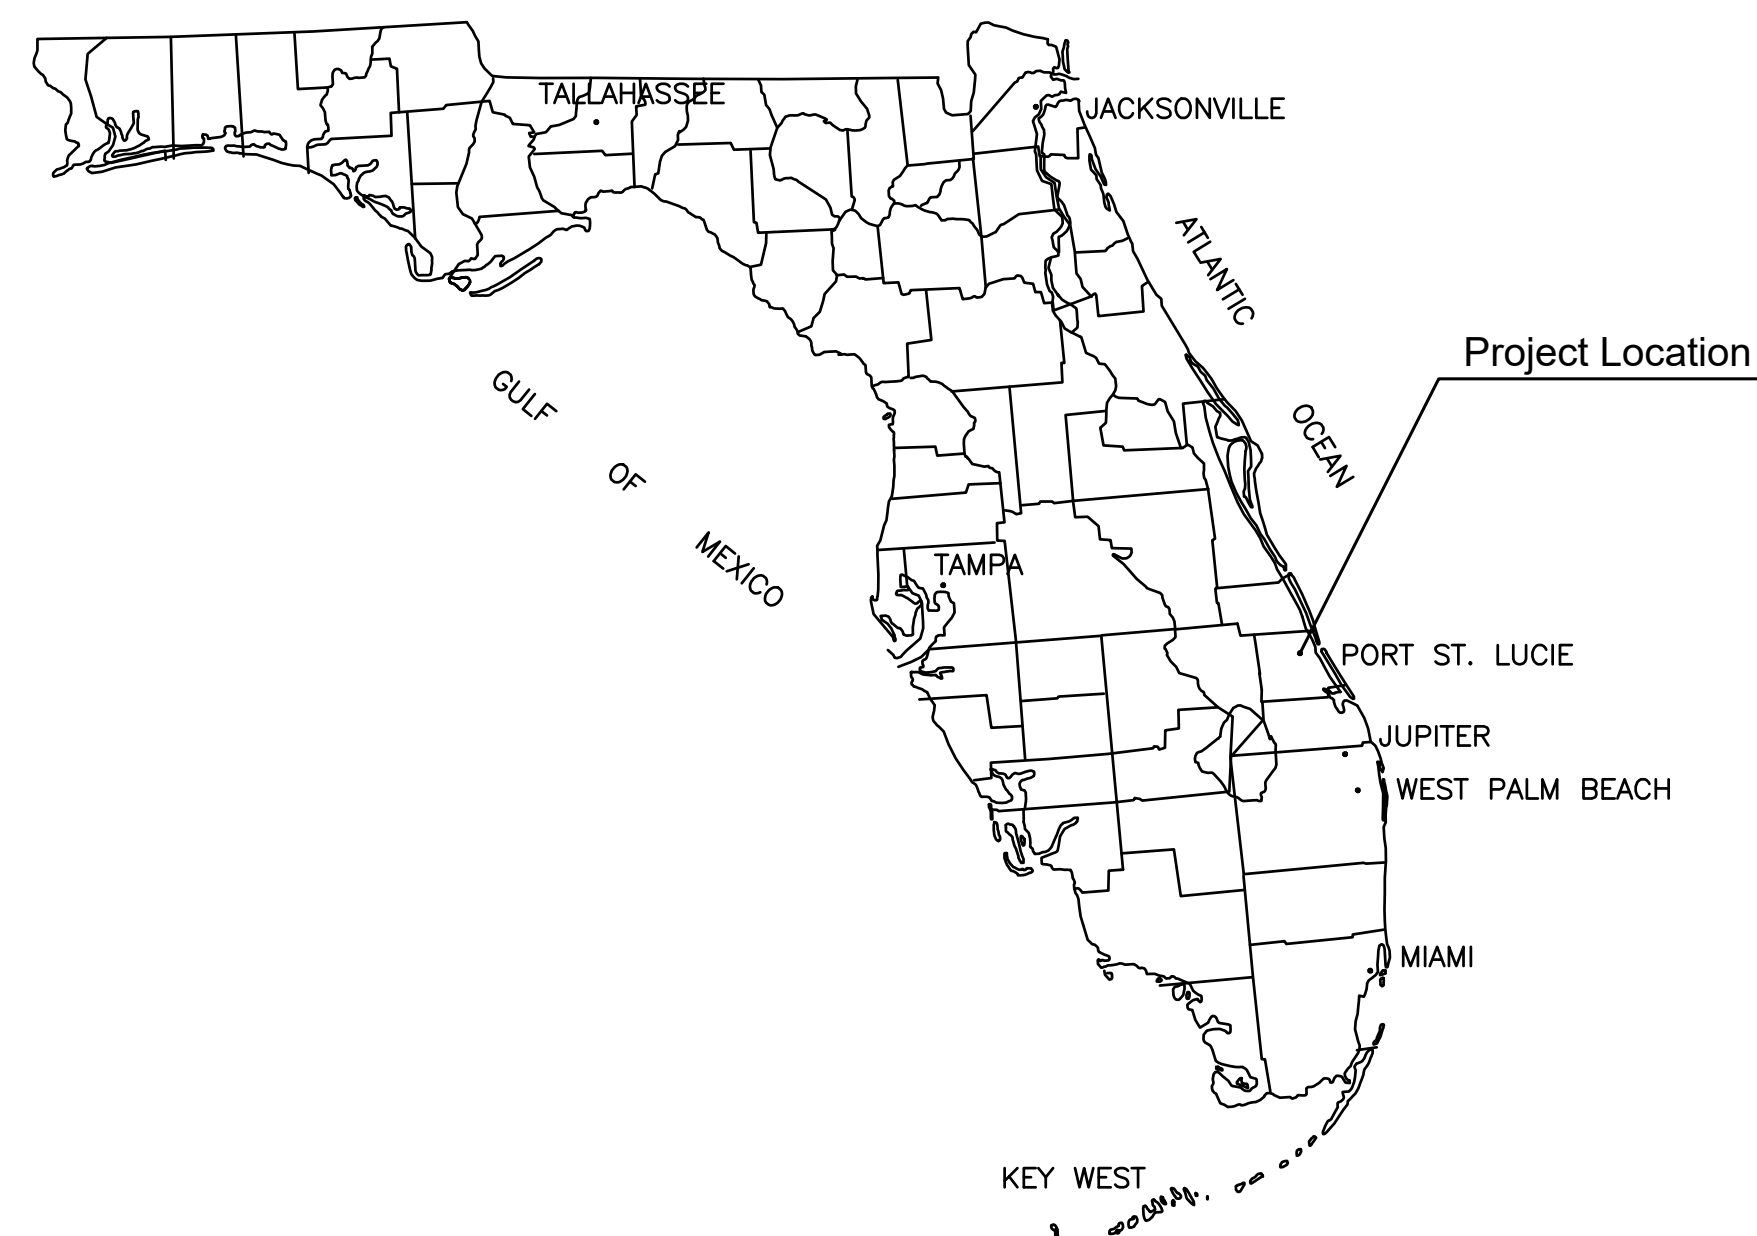 TALLAHASSEE
JACKSONVILLE
ATLANTIC
OCEAN
Project Location
GULF
OF
MEXICO
TAMPA
PORT ST. LUCIE
JUPITER
WEST PALM BEACH
MIAMI
KEY WEST